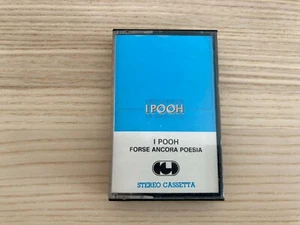 I POOH
I POOH
FORSE ANCORA POESIA
STEREO CASSETTA